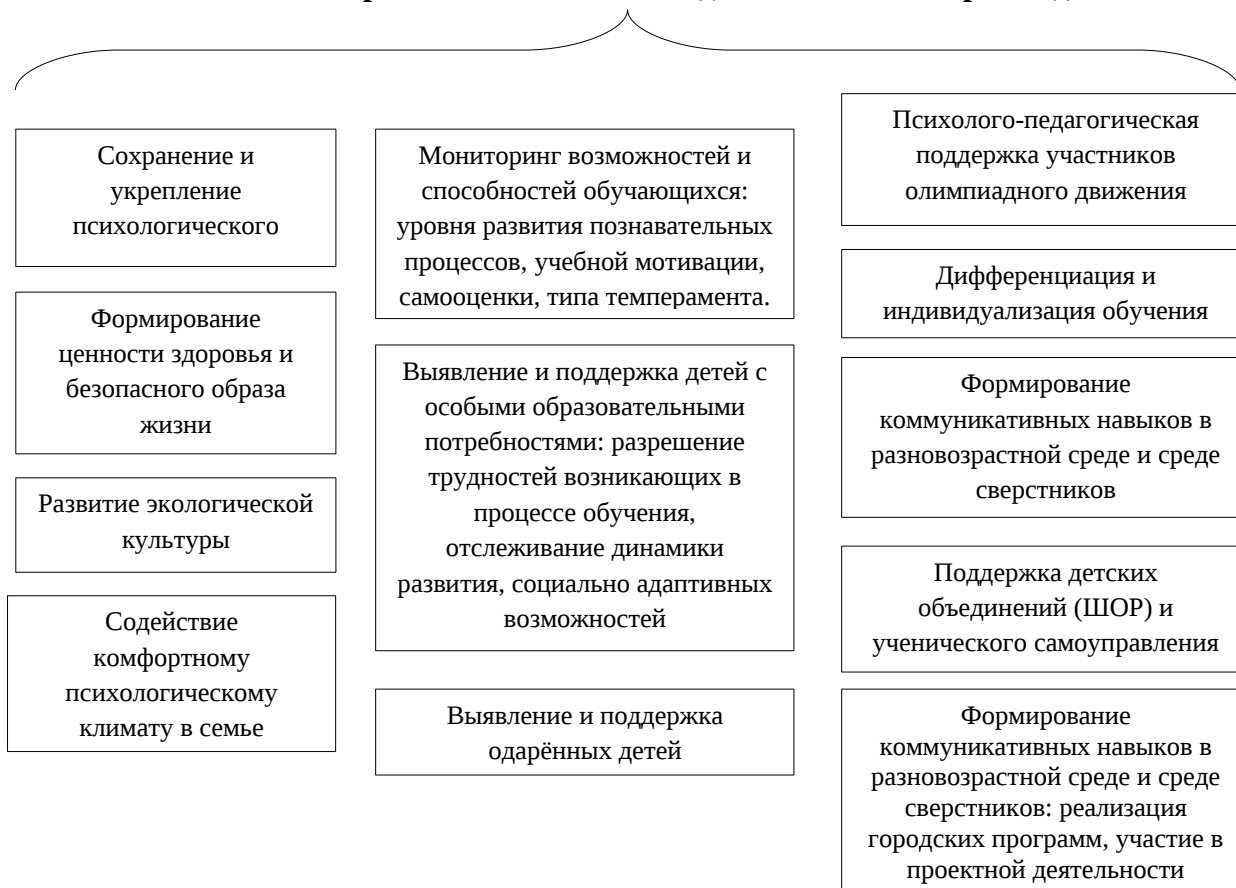 Сохранение и
укрепление
психологического
Формирование
ценности здоровья и
безопасного образа
жизни
Развитие экологической
культуры
Содействие
комфортному
психологическому
климату в семье
Мониторинг возможностей и
способностей обучающихся:
уровня развития познавательных
процессов, учебной мотивации,
самооценки, типа темперамента.
Выявление и поддержка детей с
особыми образовательными
потребностями: разрешение
трудностей возникающих в
процессе обучения,
отслеживание динамики
развития, социально адаптивных
возможностей
Выявление и поддержка
одарённых детей
Психолого-педагогическая
поддержка участников
олимпиадного движения
Дифференциация и
индивидуализация обучения
Формирование
коммуникативных навыков в
разновозрастной среде и среде
сверстников
Поддержка детских
объединений (ШОР) и
ученического самоуправления
Формирование
коммуникативных навыков в
разновозрастной среде и среде
сверстников: реализация
городских программ, участие в
проектной деятельности